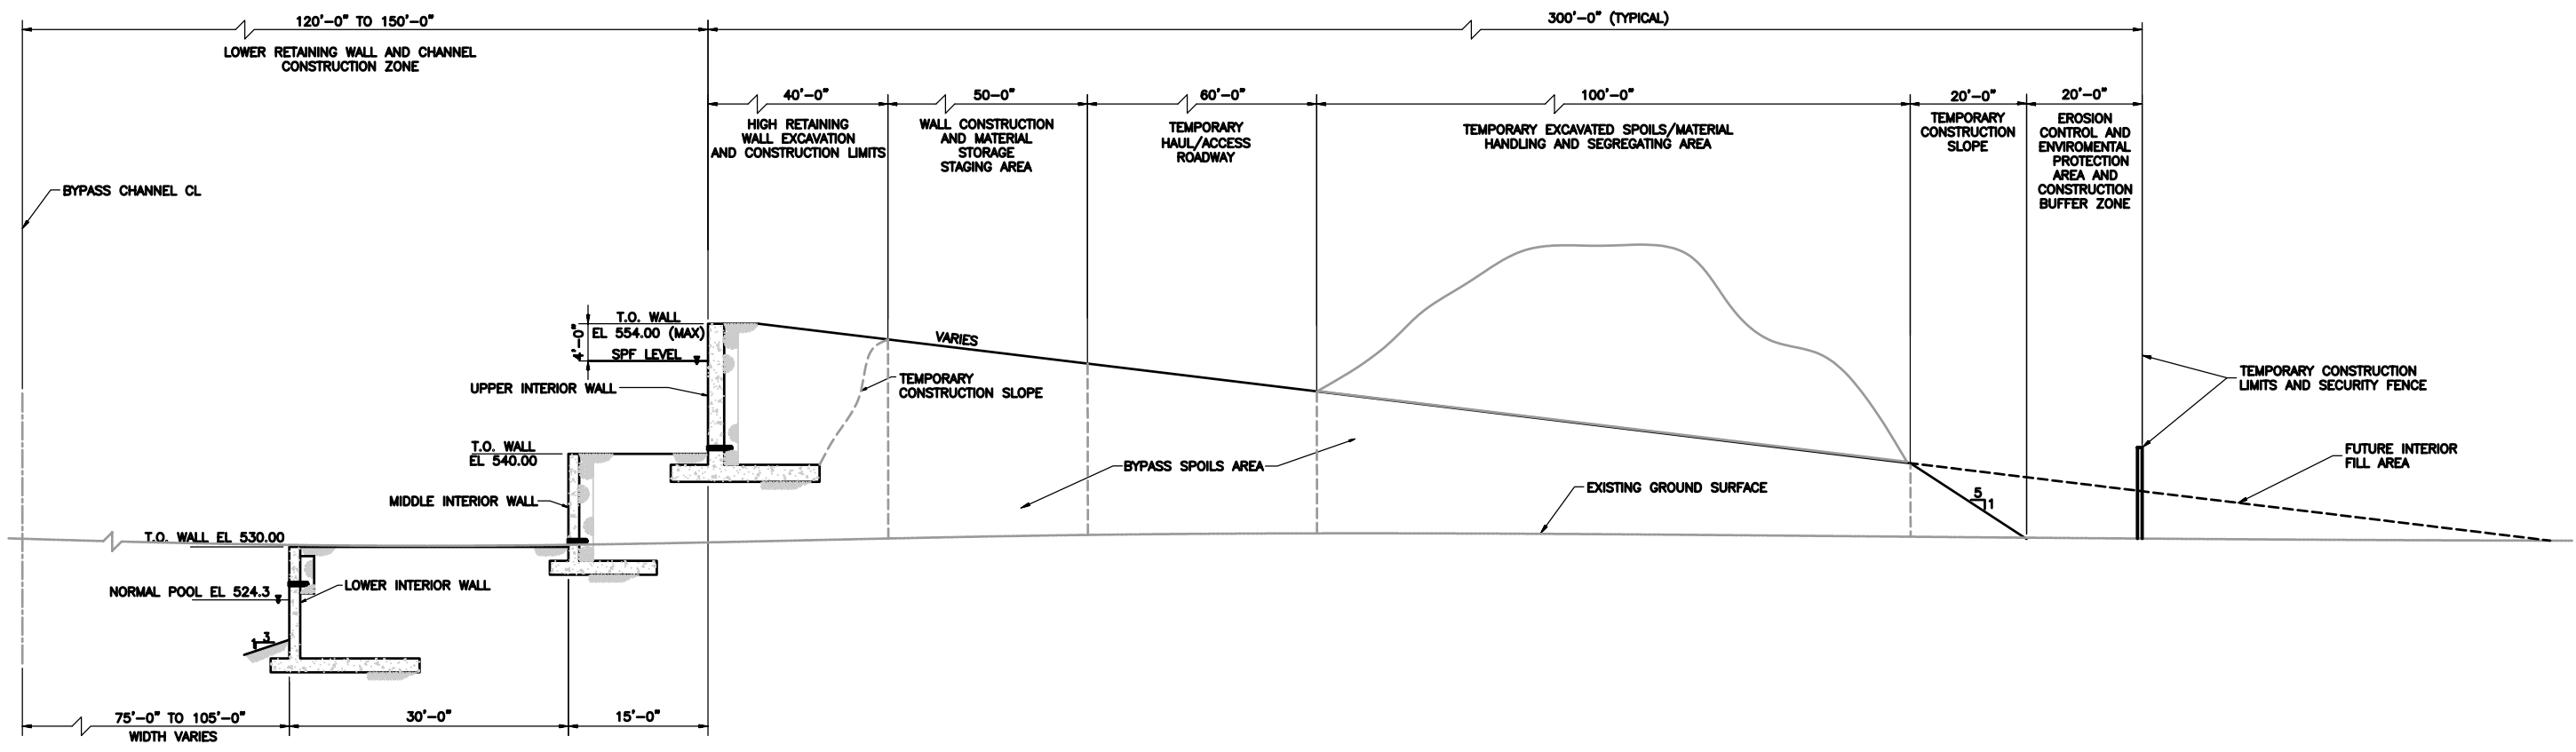 120'-0" TO 150'-0"
LOWER RETAINING WALL AND CHANNEL
CONSTRUCTION ZONE
300'-0" (TYPICAL)
40'-0"
HIGH RETAINING
WALL EXCAVATION
AND CONSTRUCTION LIMITS
50-0"
WALL CONSTRUCTION
AND MATERIAL
STORAGE
STAGING AREA
60'-0"
TEMPORARY
HAUL/ACCESS
ROADWAY
100'-0"
TEMPORARY EXCAVATED SPOILS/MATERIAL
HANDLING AND SEGREGATING AREA
20'-0"
TEMPORARY
CONSTRUCTION
SLOPE
20'-0"
EROSION
CONTROL AND
ENVIROMENTAL
PROTECTION
AREA AND
CONSTRUCTION
BUFFER ZONE
BYPASS CHANNEL CL
4'-0"
T.O. WALL
EL 554.00 (MAX)
SPF LEVEL
VARIES
UPPER INTERIOR WALL
TEMPORARY
CONSTRUCTION SLOPE
TEMPORARY CONSTRUCTION
LIMITS AND SECURITY FENCE
T.O. WALL
EL 540.00
BYPASS SPOILS AREA
FUTURE INTERIOR
FILL AREA
MIDDLE INTERIOR WALL
EXISTING GROUND SURFACE
5
1
T.O. WALL EL 530.00
NORMAL POOL EL 524.3
LOWER INTERIOR WALL
1
3
75'-0" TO 105'-0"
WIDTH VARIES
30'-0"
15'-0"